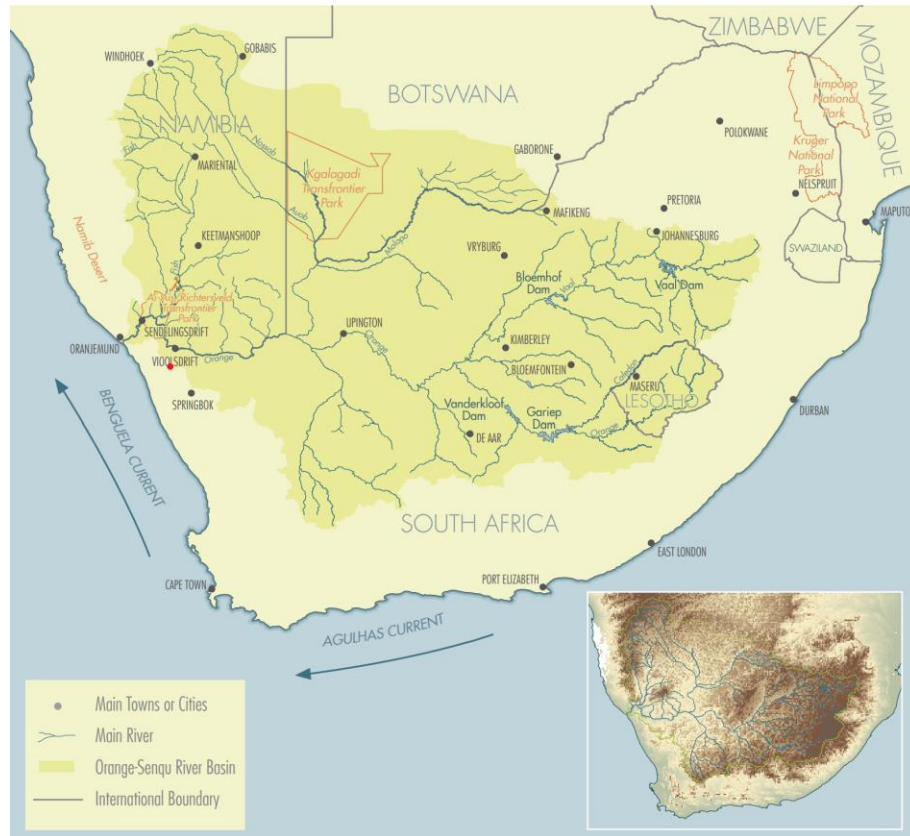 ZIMBABWE
MOZAMBIQUE
GOBABIS
WINDHOEK
BOTSWANA
Limpopo
National
Park
NAMIBIA
Nossob
POLOKWANE
Fish
MARIENTAL
Kgalagadi
Transfrontier
Park
GABORONE
Kruger
National
Park
NELSPRUIT
Auob
MAFIKENG
PRETORIA
MAPUTO
Namib Desert
KEETMANSHOOP
Molopo
VRYBURG
JOHANNESBURG
SWAZILAND
Fish
Bloemhof
Dam
Vaal
Vaal Dam
Ai-Ais Richtersveld
Transfrontier
Park
SENDELINGSDRIFT
UPINGTON
ORANJEMUND
VIOOLSDRIFT
Orange
Orange
KIMBERLEY
BLOEMFONTEIN
Caledon
MASERU
LESOTHO
SPRINGBOK
Vanderkloof
Dam
Gariep
Dam
Orange
DURBAN
DE AAR
BENGUELA CURRENT
SOUTH AFRICA
EAST LONDON
CAPE TOWN
PORT ELIZABETH
AGULHAS CURRENT
Main Towns or Cities
Main River
Orange-Senqu River Basin
International Boundary